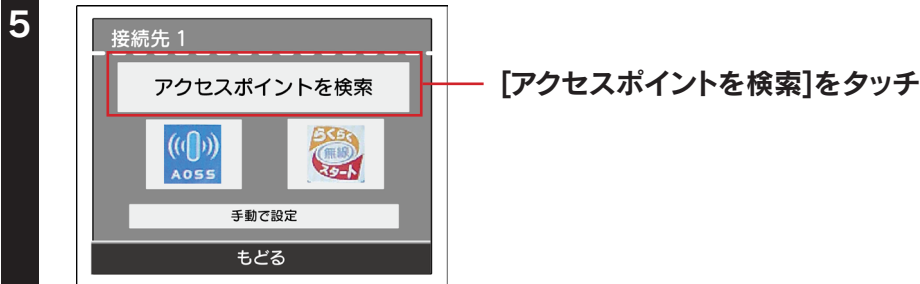 5
接続先 1
アクセスポイントを検索
[アクセスポイントを検索]をタッチ
AOSS
らくらく
無線
スタート
手動で設定
もどる